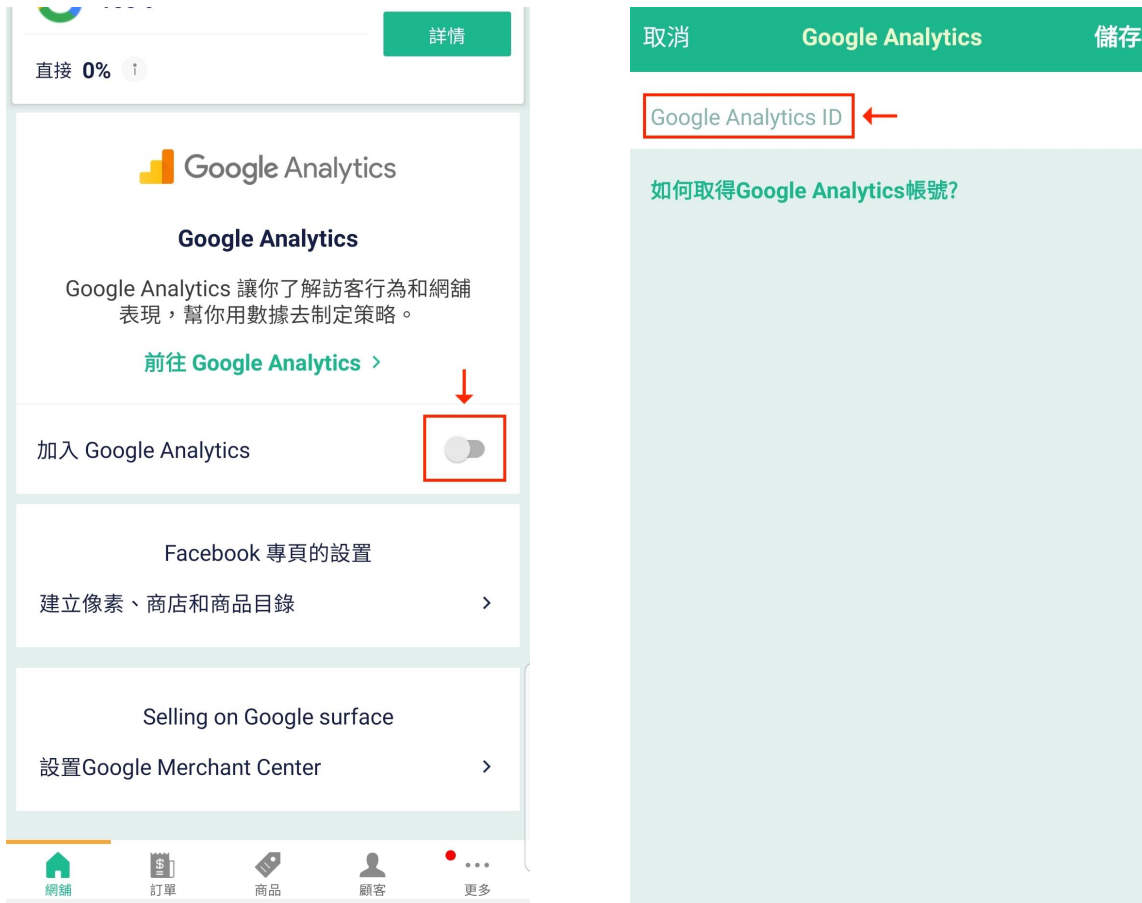 詳情
直接 0%
Google Analytics
Google Analytics
Google Analytics 讓你了解訪客行為和網舖
表現，幫你用數據去制定策略。
前往 Google Analytics >
加入 Google Analytics
Facebook 專頁的設置
建立像素、商店和商品目錄
Selling on Google surface
設置Google Merchant Center
網舖 訂單 商品 顧客 更多
取消 Google Analytics 儲存
Google Analytics ID
如何取得Google Analytics帳號?